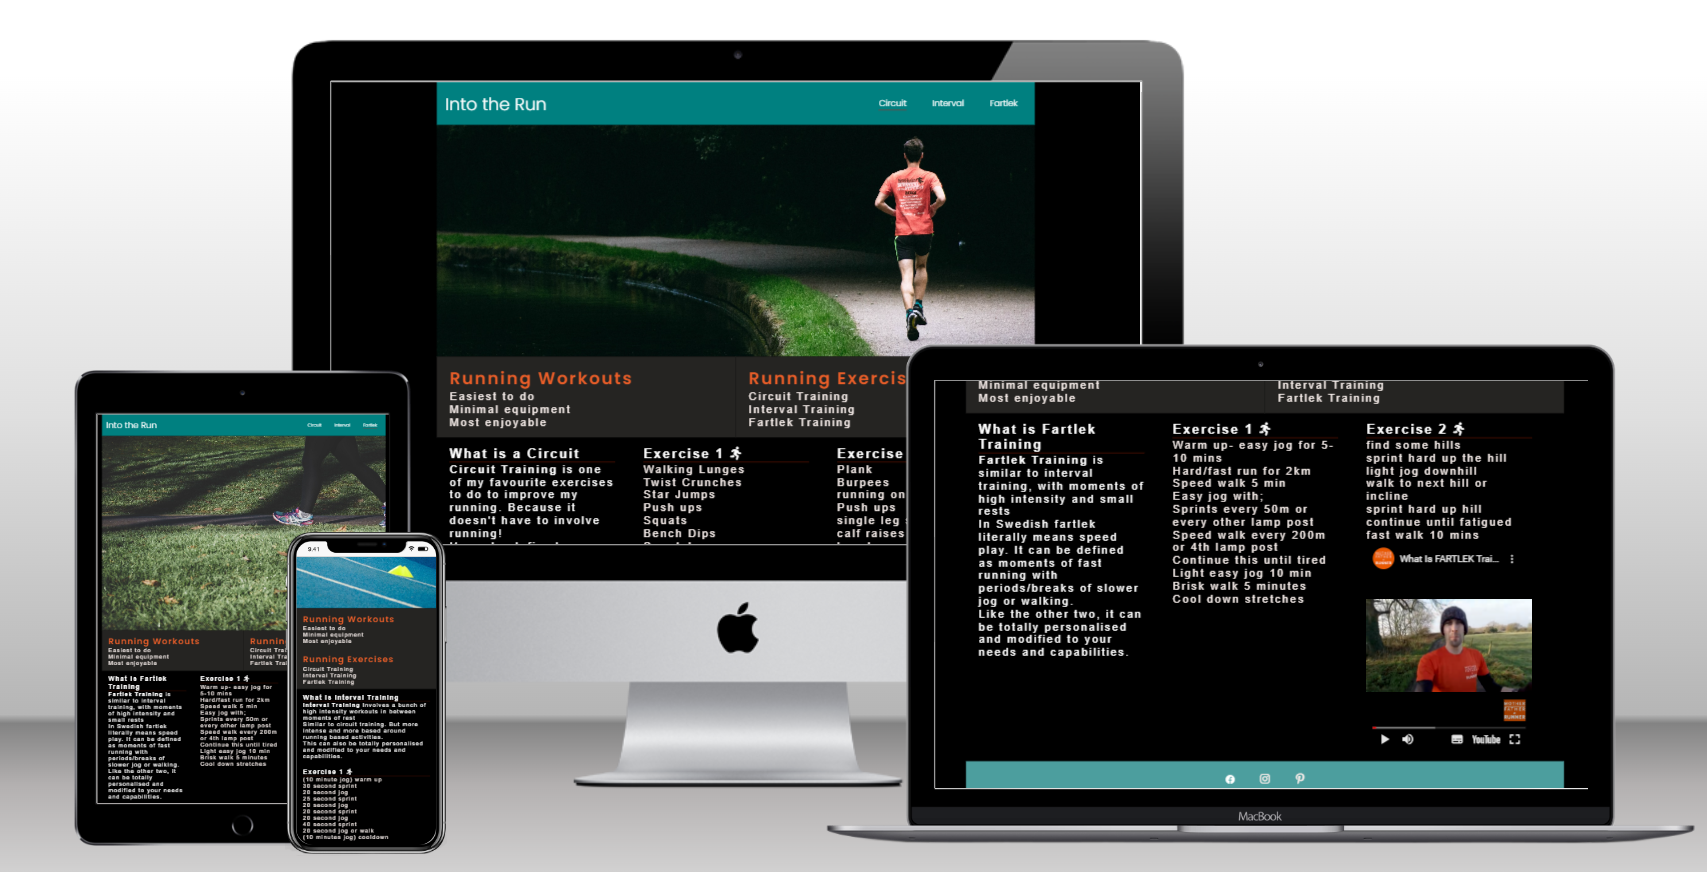 Into the Run
Circuit Interval Fartlek
Running Workouts
Easiest to do
Minimal equipment
Most enjoyable
Running Exercis
Circuit Training
Interval Training
Fartlek Training
What is a Circuit
Circuit Training is one
of my favourite exercises
to do to improve my
running. Because it
doesn't have to involve
running!
Exercise 1
Walking Lunges
Twist Crunches
Star Jumps
Push ups
Squats
Bench Dips
Exercise
Plank
Burpees
running on
Push ups
single leg
calf raises
Into the Run
Circuit Interval Fartlek
Running Workouts
Easiest to do
Minimal equipment
Most enjoyable
Runnin
Circuit Tra
Interval Tra
Fartlek Trai
What is Fartlek
Training
Fartlek Training is
similar to interval
training, with moments
of high intensity and
small rests
In Swedish fartlek
literally means speed
play. It can be defined
as moments of fast
running with
periods/breaks of
slower jog or walking.
Like the other two, it
can be totally
personalised and
modified to your needs
and capabilities.
Exercise 1
Warm up- easy jog for
5-10 mins
Hard/fast run for 2km
Speed walk 5 min
Easy jog with;
Sprints every 50m or
every other lamp post
Speed walk every 200m
or 4th lamp post
Continue this until tired
Light easy jog 10 min
Brisk walk 5 minutes
Cool down stretches
9:41
Running Workouts
Easiest to do
Minimal equipment
Most enjoyable
Running Exercises
Circuit Training
Interval Training
Fartlek Training
What is Interval Training
Interval Training Involves a bunch of
high intensity workouts in between
moments of rest
Similar to circuit training. But more
intense and more based around
running based activities.
This can also be totally personalised
and modified to your needs and
capabilities.
Exercise 1
(10 minute jog) warm up
30 second sprint
20 second jog
25 second sprint
20 second jog
20 second sprint
20 second jog
40 second sprint
20 second jog or walk
(10 minutes jog) cooldown
Minimal equipment
Most enjoyable
Interval Training
Fartlek Training
What is Fartlek
Training
Fartlek Training is
similar to interval
training, with moments of
high intensity and small
rests
In Swedish fartlek
literally means speed
play. It can be defined
as moments of fast
running with
periods/breaks of slower
jog or walking.
Like the other two, it can
be totally personalised
and modified to your
needs and capabilities.
Exercise 1
Warm up- easy jog for 5-
10 mins
Hard/fast run for 2km
Speed walk 5 min
Easy jog with;
Sprints every 50m or
every other lamp post
Speed walk every 200m
or 4th lamp post
Continue this until tired
Light easy jog 10 min
Brisk walk 5 minutes
Cool down stretches
Exercise 2
find some hills
sprint hard up the hill
light jog downhill
walk to next hill or
incline
sprint hard up hill
continue until fatigued
fast walk 10 mins
What Is FARTLEK Trai...
YouTube
MacBook